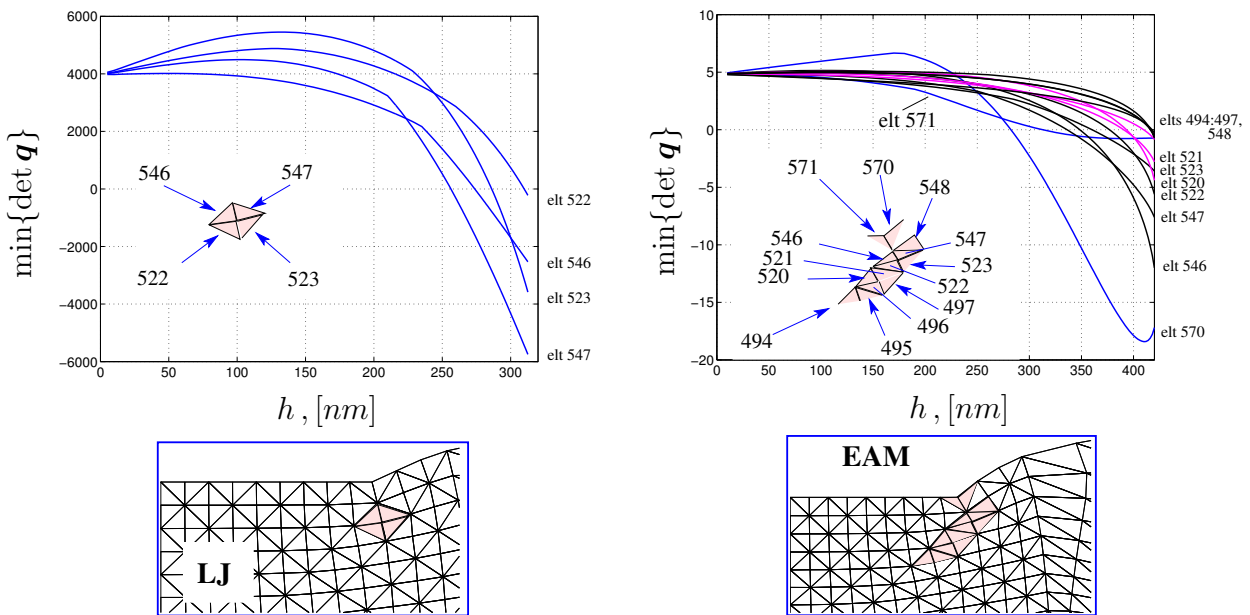 6000
4000
2000
0
−2000
−4000
−6000
0 50 100 150 200 250 300
min{det q}
h , [nm]
546
547
522
523
elt 522
elt 546
elt 523
elt 547
LJ
10
5
0
−5
−10
−15
−20
0 50 100 150 200 250 300 350 400
min{det q}
h , [nm]
elt 571
571
570
548
546
547
521
523
520
522
497
496
494
495
elts 494:497,
548
elt 521
elt 523
elt 520
elt 522
elt 547
elt 546
elt 570
EAM